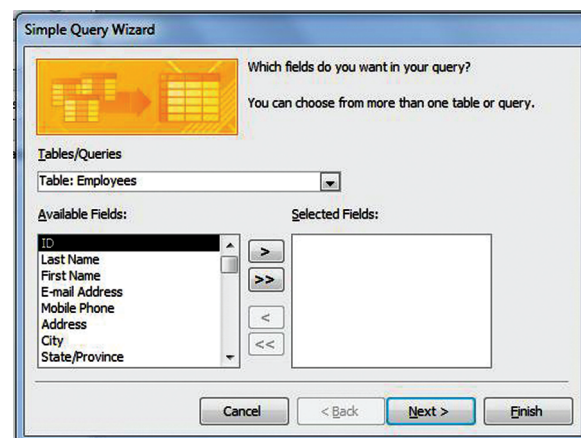 Simple Query Wizard
Which fields do you want in your query?
You can choose from more than one table or query.
Tables/Queries
Table: Employees
Available Fields:
Selected Fields:
ID
Last Name
First Name
E-mail Address
Mobile Phone
Address
City
State/Province
>
>>
<
<<
Cancel
< Back
Next >
Finish